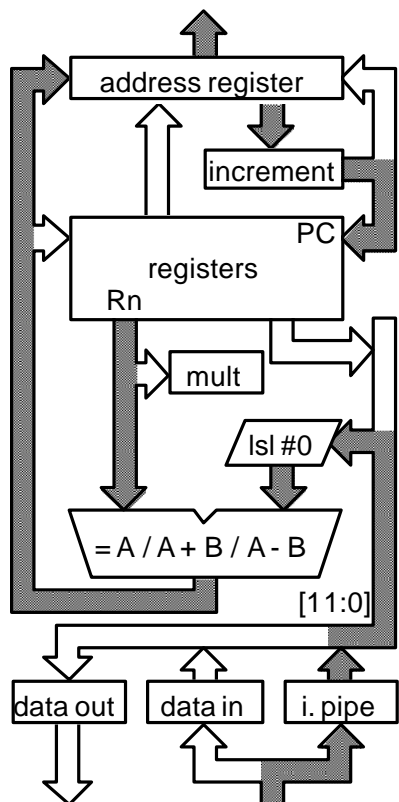 address register
increment
PC
registers
Rn
mult
lsl #0
= A / A + B / A - B
[11:0]
data out
data in
i. pipe